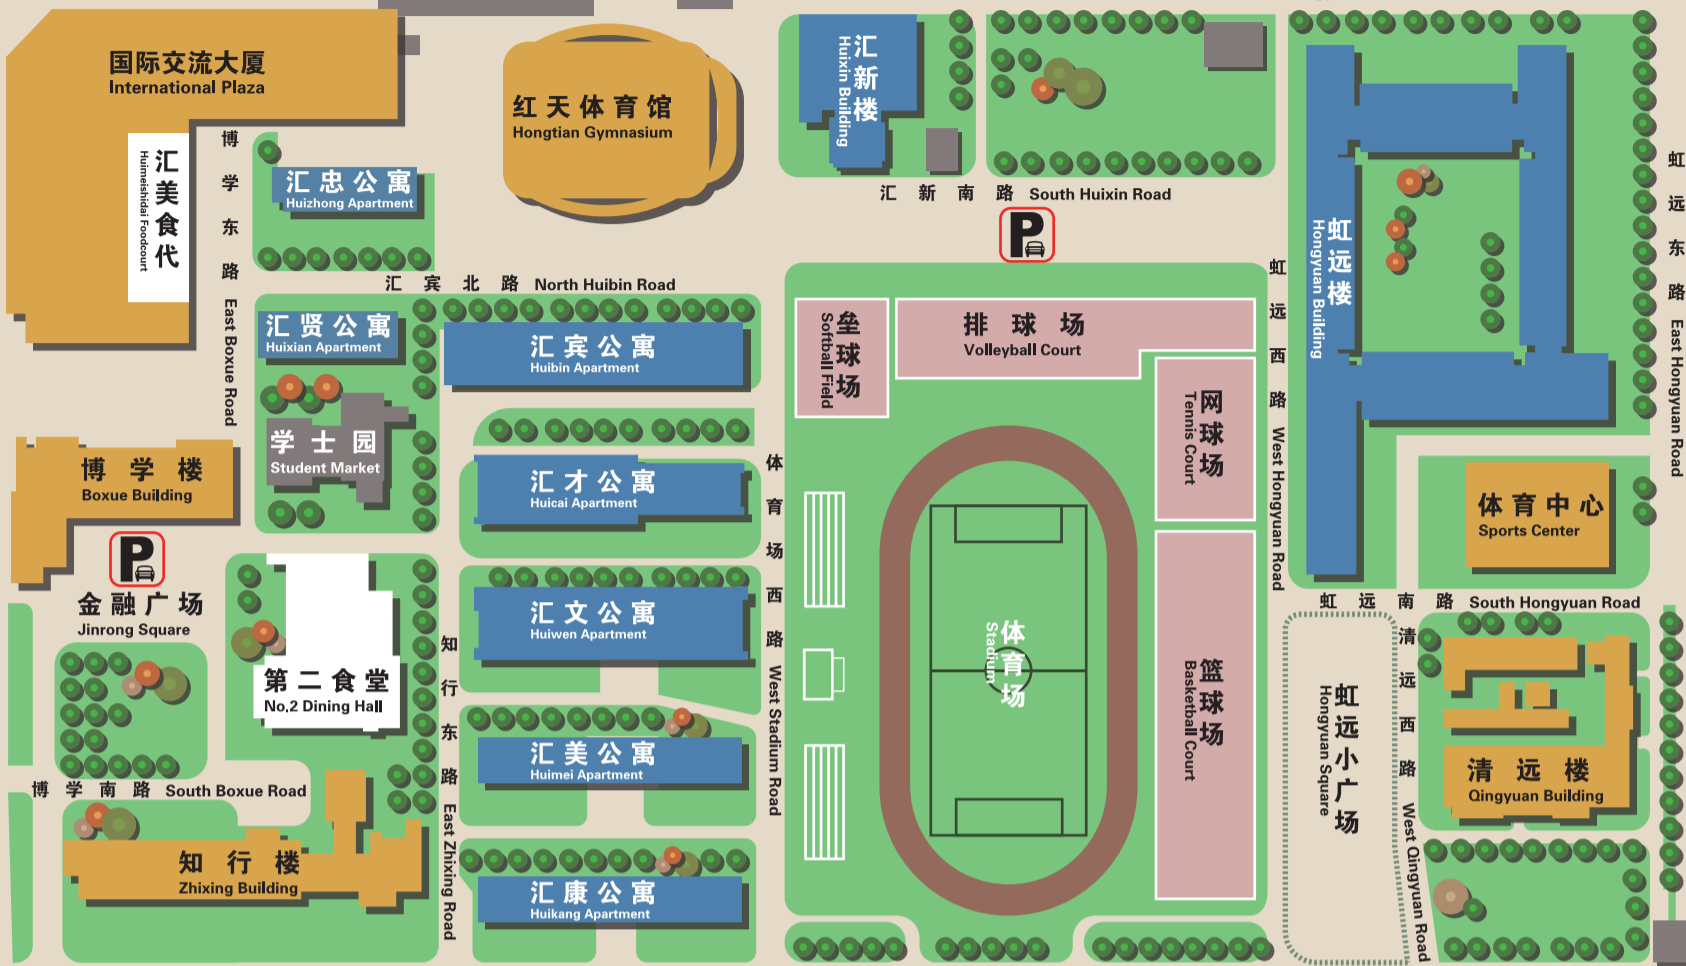 国际交流大厦
International Plaza
汇美食代
Huimeishidai Foodcourt
博学东路
East Boxue Road
汇忠公寓
Huizhong Apartment
红天体育馆
Hongtian Gymnasium
汇新楼
Huixin Building
汇新南路 South Huixin Road
P
汇宾北路 North Huibin Road
汇贤公寓
Huixian Apartment
汇宾公寓
Huibin Apartment
学士园
Student Market
博学楼
Boxue Building
P
金融广场
Jinrong Square
汇才公寓
Huicai Apartment
体育场西路
West Stadium Road
汇文公寓
Huiwen Apartment
第二食堂
No.2 Dining Hall
知行东路
East Zhixing Road
汇美公寓
Huimei Apartment
博学南路 South Boxue Road
知行楼
Zhixing Building
汇康公寓
Huikang Apartment
垒球场
Softball Field
排球场
Volleyball Court
网球场
Tennis Court
体育场
Stadium
篮球场
Basketball Court
虹远西路
West Hongyuan Road
虹远楼
Hongyuan Building
虹远东路
East Hongyuan Road
体育中心
Sports Center
虹远南路 South Hongyuan Road
虹远小广场
Hongyuan Square
清远西路
West Qingyuan Road
清远楼
Qingyuan Building